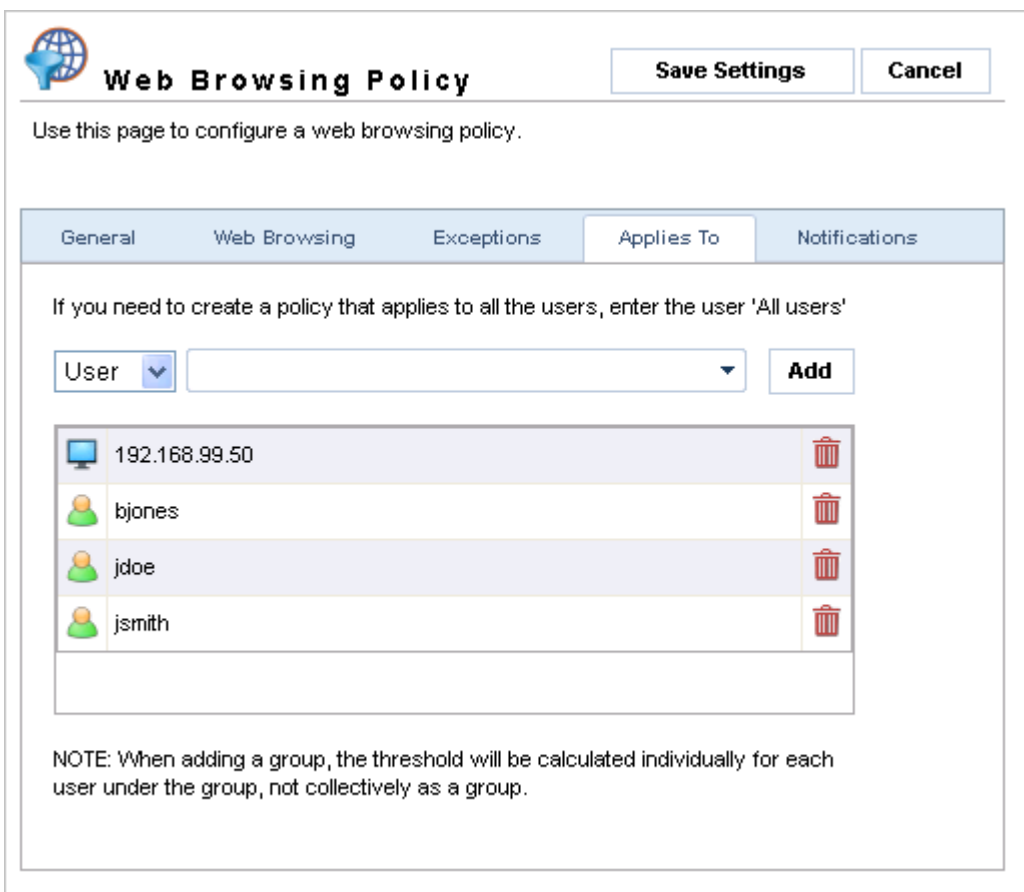 Web Browsing Policy
Save Settings
Cancel
Use this page to configure a web browsing policy.
General
Web Browsing
Exceptions
Applies To
Notifications
If you need to create a policy that applies to all the users, enter the user 'All users'
User
Add
192.168.99.50
bjones
jdoe
jsmith
NOTE: When adding a group, the threshold will be calculated individually for each
user under the group, not collectively as a group.